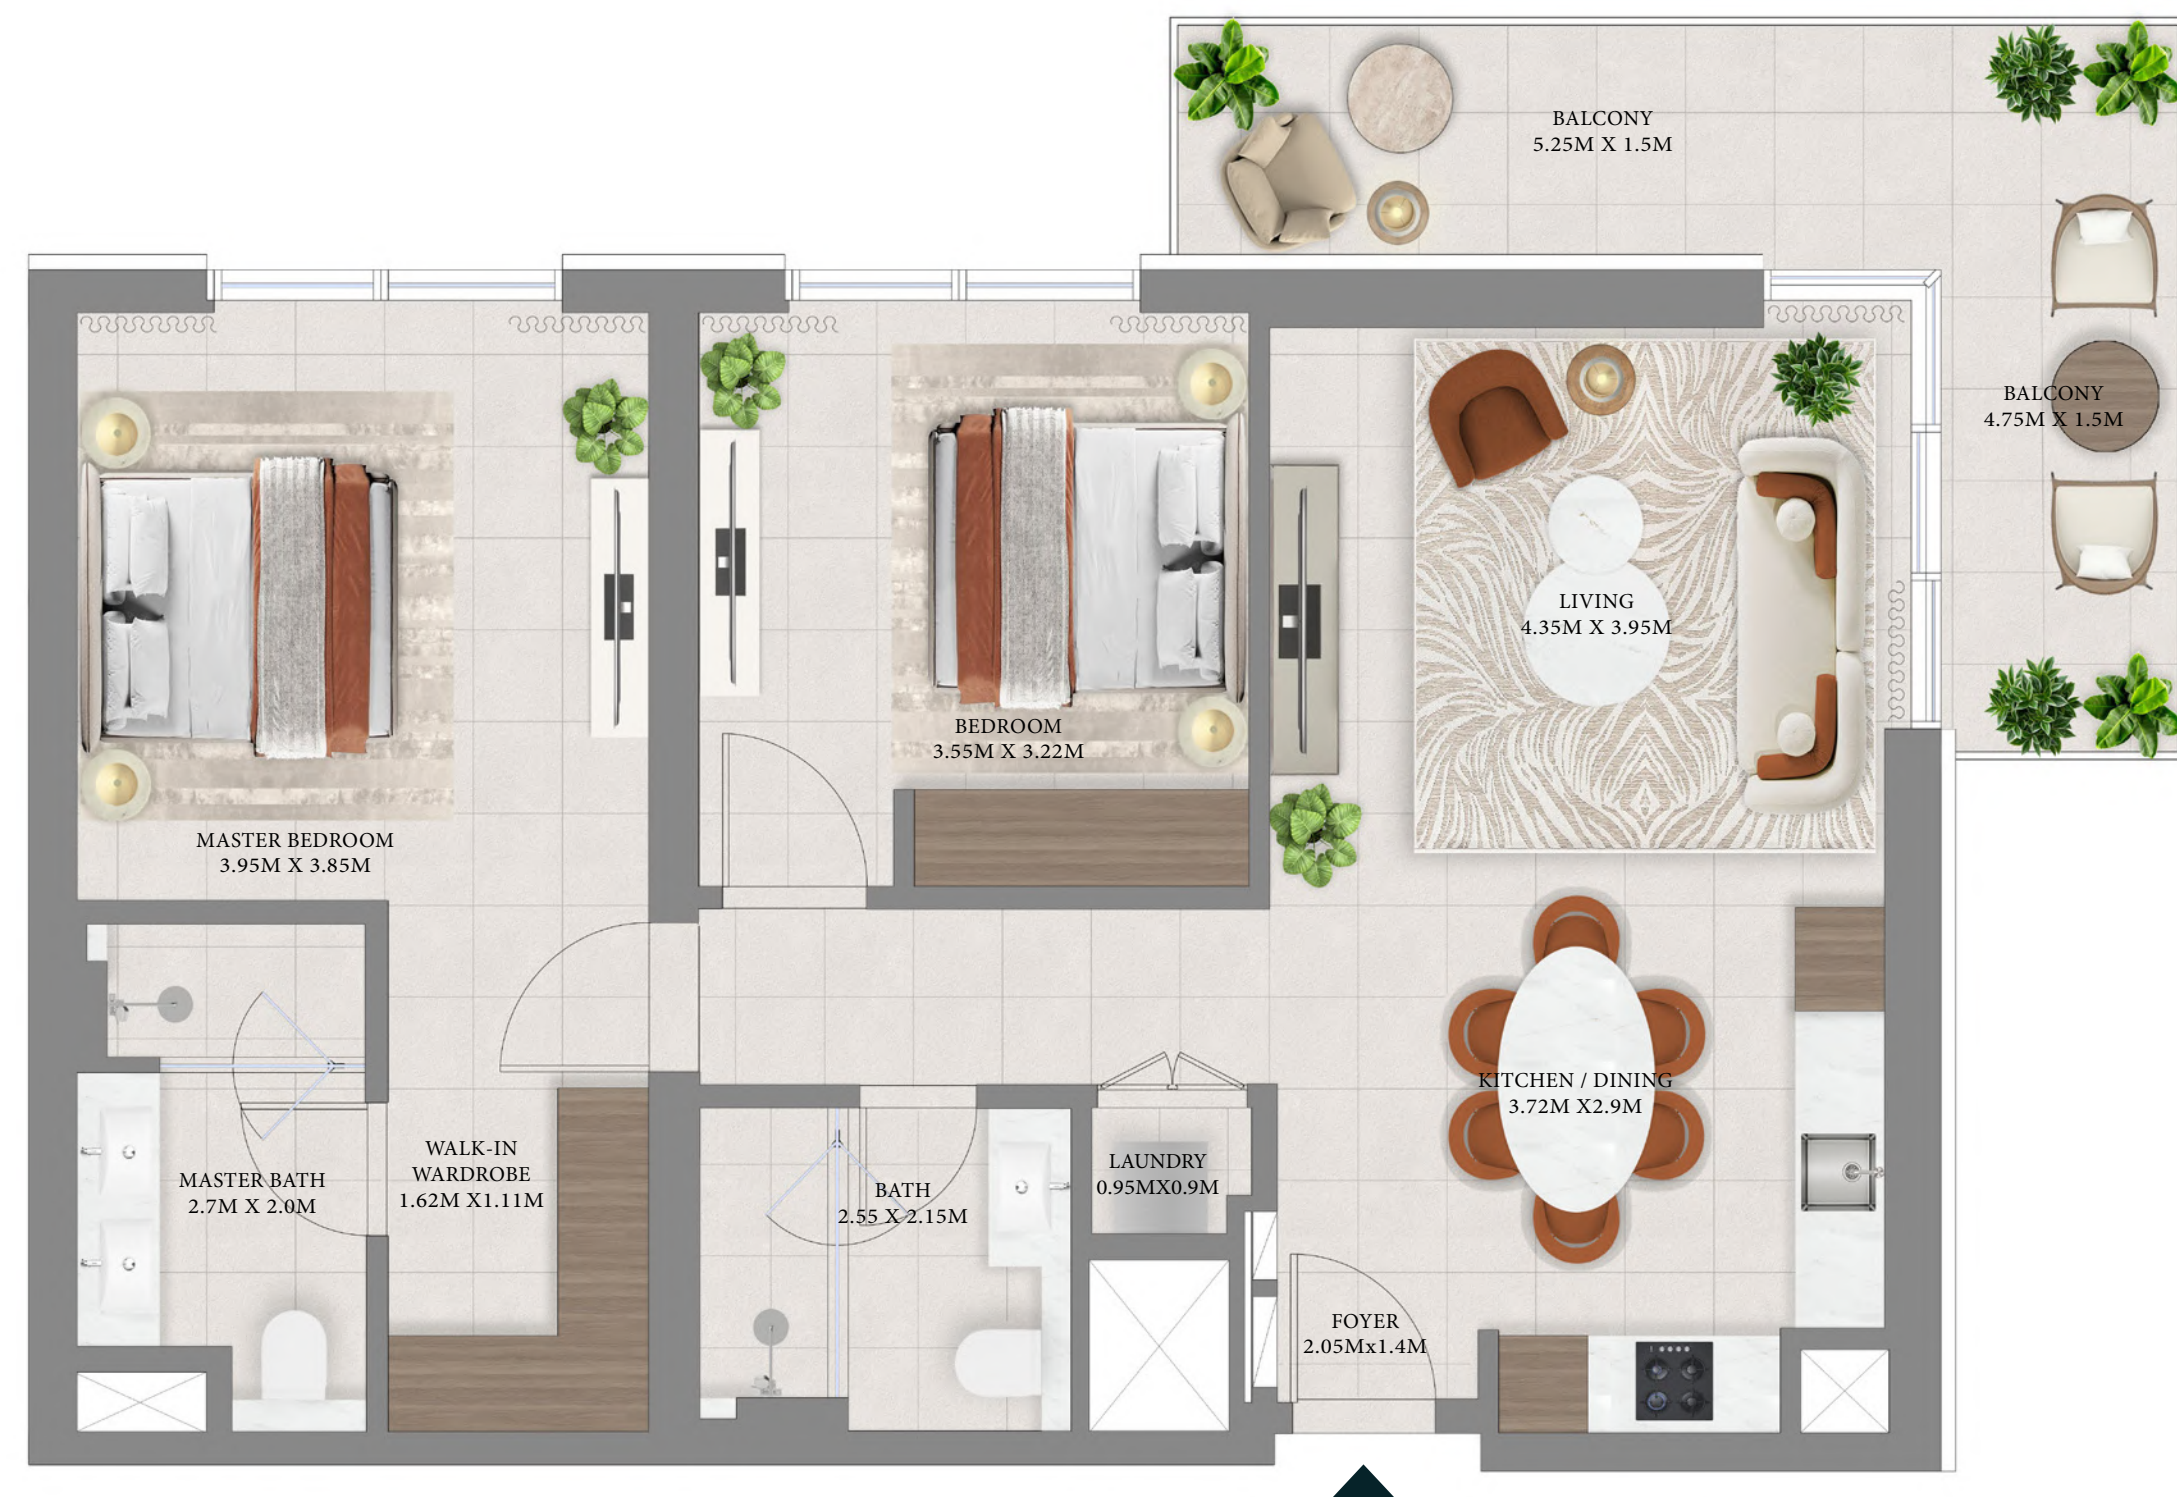 BALCONY
5.25M X 1.5M
BALCONY
4.75M X 1.5M
LIVING
4.35M X 3.95M
BEDROOM
3.55M X 3.22M
MASTER BEDROOM
3.95M X 3.85M
KITCHEN / DINING
3.72M X2.9M
WALK-IN
WARDROBE
1.62M X1.11M
MASTER BATH
2.7M X 2.0M
BATH
2.55 X 2.15M
LAUNDRY
0.95MX0.9M
FOYER
2.05Mx1.4M